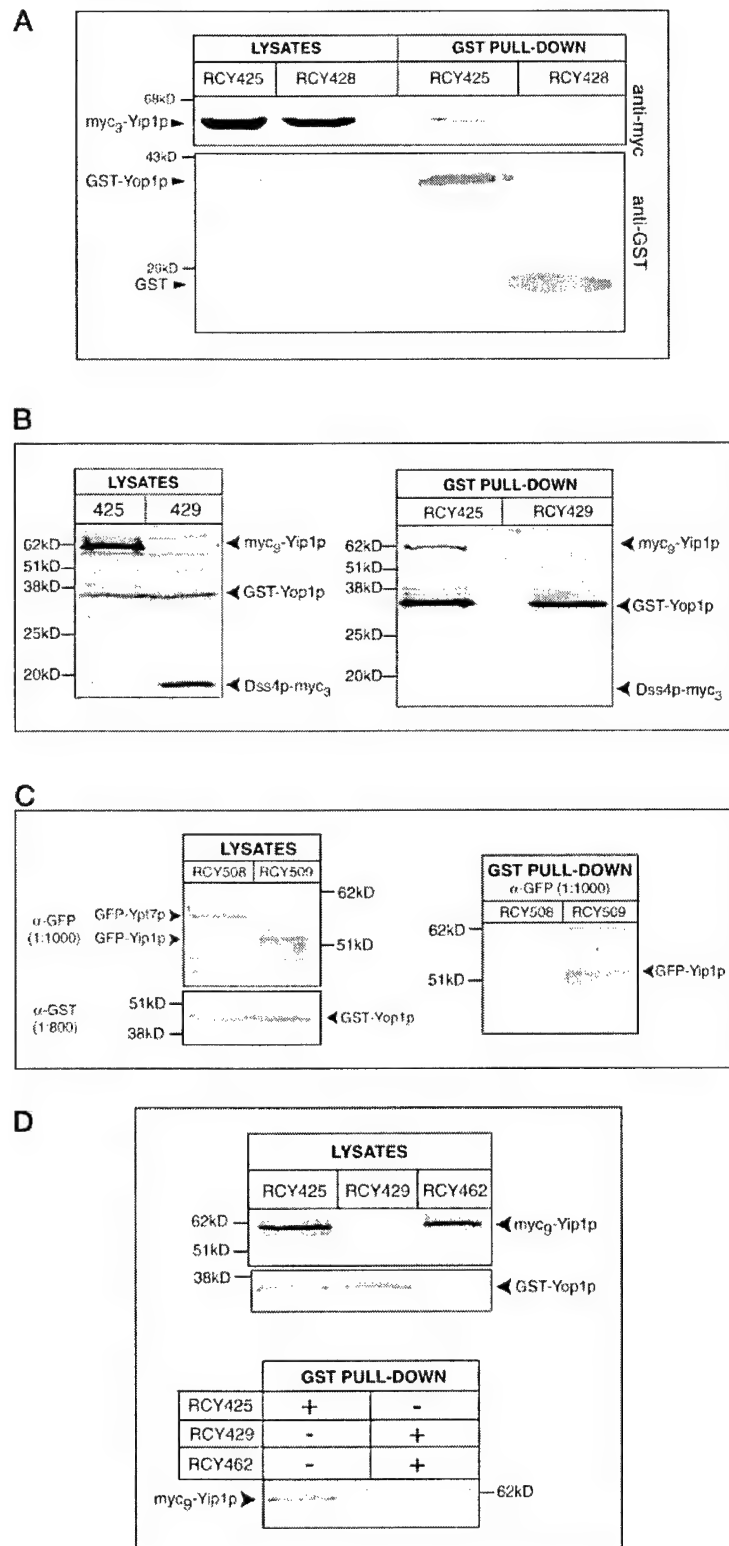 A
LYSATES GST PULL-DOWN
RCY425 RCY428 RCY425 RCY428
68kD
myc3-Yip1p
anti-myc
43kD
GST-Yop1p
anti-GST
26kD
GST
B
LYSATES
425 429
62kD
myc9-Yip1p
51kD
38kD
GST-Yop1p
25kD
20kD
Dss4p-myc3
GST PULL-DOWN
RCY425 RCY429
62kD
myc9-Yip1p
51kD
38kD
GST-Yop1p
25kD
20kD
Dss4p-myc3
C
LYSATES
RCY508 RCY509
62kD
α-GFP
(1:1000)
GFP-Ypt7p
GFP-Yip1p
51kD
α-GST
(1:800)
51kD
38kD
GST-Yop1p
GST PULL-DOWN
α-GFP (1:1000)
RCY508 RCY509
62kD
51kD
GFP-Yip1p
D
LYSATES
RCY425 RCY429 RCY462
62kD
myc9-Yip1p
51kD
38kD
GST-Yop1p
GST PULL-DOWN
RCY425 + -
RCY429 - +
RCY462 - +
myc9-Yip1p
62kD